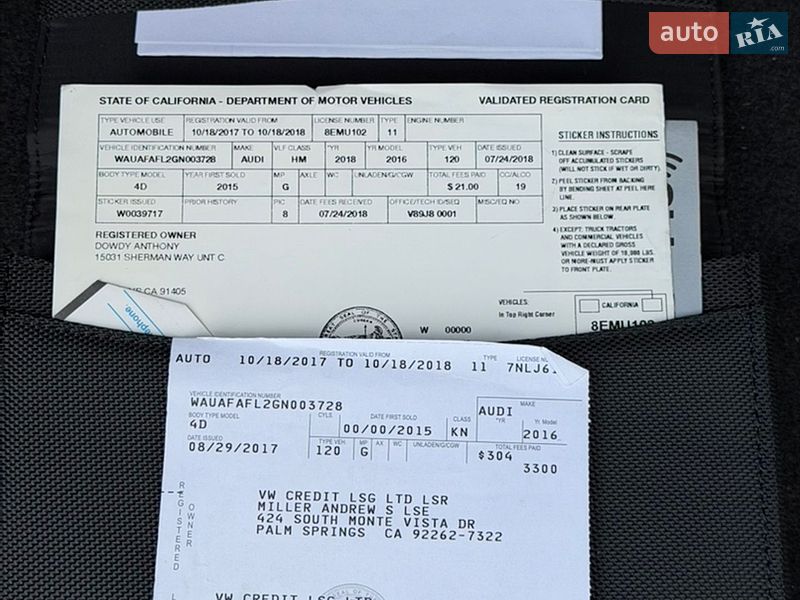 auto RIA .com
STATE OF CALIFORNIA - DEPARTMENT OF MOTOR VEHICLES VALIDATED REGISTRATION CARD
TYPE VEHICLE USE REGISTRATION VALID FROM LICENSE NUMBER TYPE ENGINE NUMBER
AUTOMOBILE 10/18/2017 TO 10/18/2018 8EMU102 11
VEHICLE IDENTIFICATION NUMBER MAKE VLF CLASS *YR YR MODEL TYPE VEH DATE ISSUED
WAUAFAFL2GN003728 AUDI HM 2018 2016 120 07/24/2018
BODY TYPE MODEL YEAR FIRST SOLD MP AXLE WC UNLADEN/G/CGW TOTAL FEES PAID CC/ALCO
4D 2015 G $ 21.00 19
STICKER ISSUED PRIOR HISTORY PIC DATE FEES RECEIVED OFFICE/TECH ID/SEQ MISC/EQ NO
W0039717 8 07/24/2018 V89J8 0001
STICKER INSTRUCTIONS
1) CLEAN SURFACE - SCRAPE
OFF ACCUMULATED STICKERS
(WILL NOT STICK IF WET OR DIRTY).
2) PEEL STICKER FROM BACKING
BY BENDING SHEET AT PEEL HERE
LINE.
3) PLACE STICKER ON REAR PLATE
AS SHOWN BELOW.
4) EXCEPT: TRUCK TRACTORS
AND COMMERCIAL VEHICLES
WITH A DECLARED GROSS
VEHICLE WEIGHT OF 10,000 LBS.
OR MORE-MUST APPLY STICKER
TO FRONT PLATE.
REGISTERED OWNER
DOWDY ANTHONY
15031 SHERMAN WAY UNT C
CA 91405
W 00000
VEHICLES:
In Top Right Corner
CALIFORNIA
8EMU102
REGISTRATION VALID FROM TYPE
AUTO 10/18/2017 TO 10/18/2018 11 7NLJ6
VEHICLE IDENTIFICATION NUMBER MAKE
WAUAFAFL2GN003728 AUDI
BODY TYPE MODEL CYLS DATE FIRST SOLD CLASS *YR Yr. Model
4D 00/00/2015 KN 2016
DATE ISSUED TYPE VEH. MP AX WC UNLADEN/G/CGW TOTAL FEES PAID
08/29/2017 120 G $304
3300
REGISTERED OWNER
VW CREDIT LSG LTD LSR
MILLER ANDREW S LSE
424 SOUTH MONTE VISTA DR
PALM SPRINGS CA 92262-7322
VW CREDIT LSG LTD